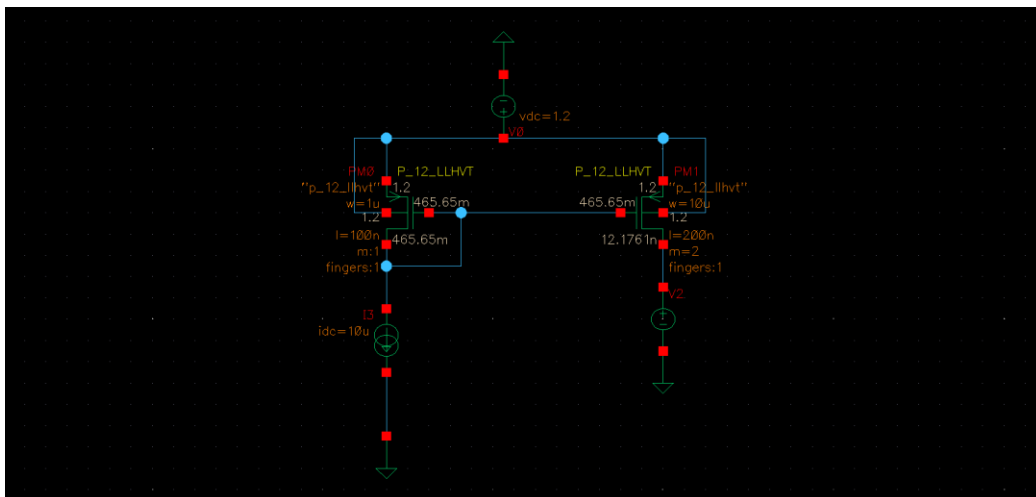 vdc=1.2
V0
PM0 P_12_LLHVT
"p_12_llhvt" 1.2
w=1u 465.65m
1.2
l=100n 465.65m
m:1
fingers:1
I3
idc=10u
P_12_LLHVT PM1
1.2 "p_12_llhvt"
465.65m w=10u
1.2
12.1761n l=200n
m=2
fingers:1
V2